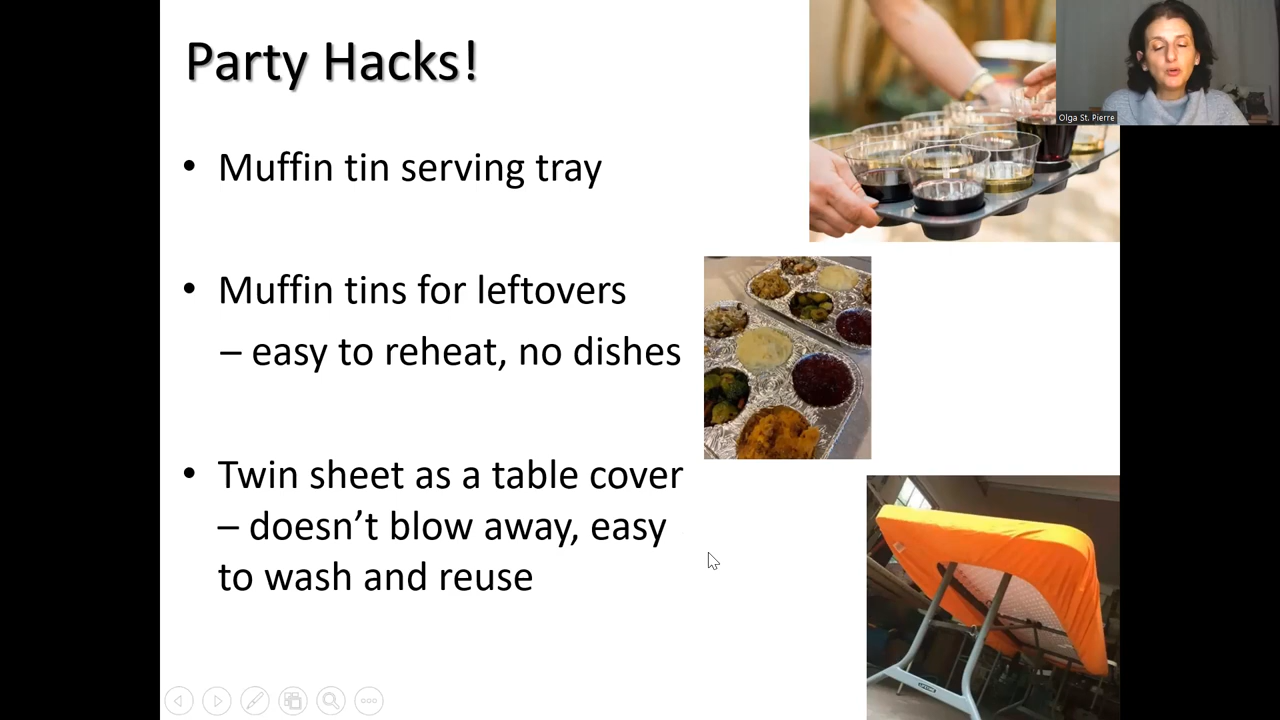 Party Hacks!
Olga St. Pierre
• Muffin tin serving tray
• Muffin tins for leftovers
– easy to reheat, no dishes
• Twin sheet as a table cover
– doesn’t blow away, easy
to wash and reuse